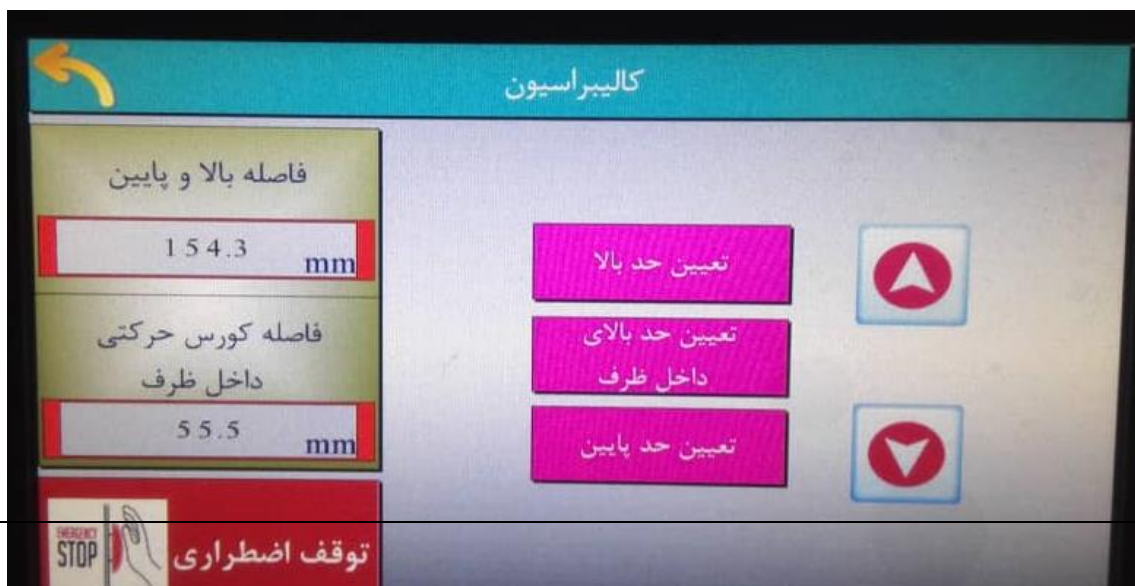 کالیبراسیون
فاصله بالا و پایین
154.3 mm
فاصله کورس حرکتی
داخل ظرف
55.5 mm
تعیین حد بالا
تعیین حد بالای
داخل ظرف
تعیین حد پایین
توقف اضطراری
EMERGENCY
STOP